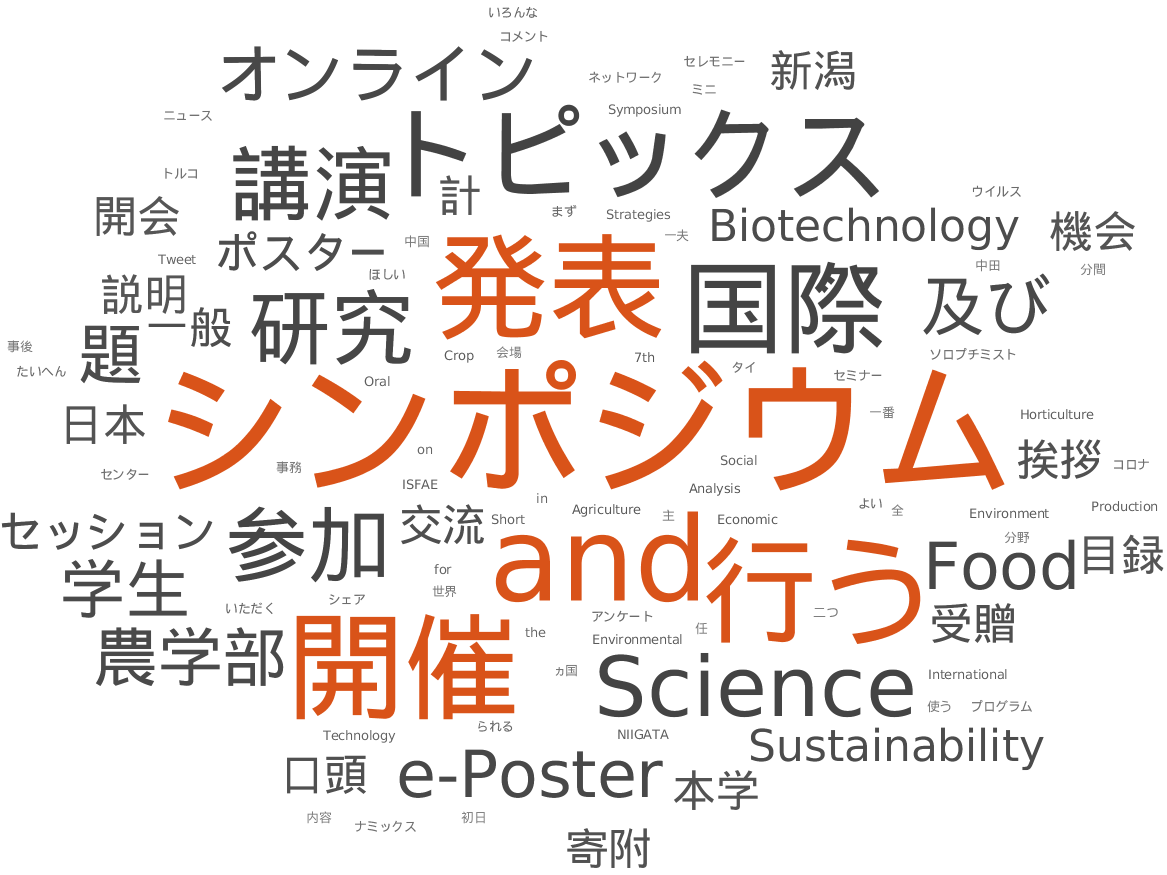 いろんな
コメント
オンライン
セレモニー
新潟
ネットワーク
ミニ
ニュース
トピックス
Symposium
講演
トルコ
計
開会
まず
Strategies
ウイルス
Biotechnology
機会
ポスター
中国
発表
一夫
Tweet
ほしい
国際
中田
分間
説明
及び
一般
研究
題
事後
たいへん
Crop
会場
7th
タイ
ソロプチミスト
セミナー
Oral
シンポジウム
日本
一番
Horticulture
センター
事務
on
Social
挨拶
コロナ
ISFAE
in
Analysis
セッション
参加
交流
Short
Agriculture
主
Economic
よい
全
Environment
Production
and
行う
Food
分野
目録
学生
for
世界
いただく
シェア
アンケート
二つ
受贈
農学部
開催
the
Environmental
任
カ国
Science
International
使う
プログラム
られる
Technology
NIIGATA
Sustainability
口頭
e-Poster
本学
内容
ナミックス
初日
寄附